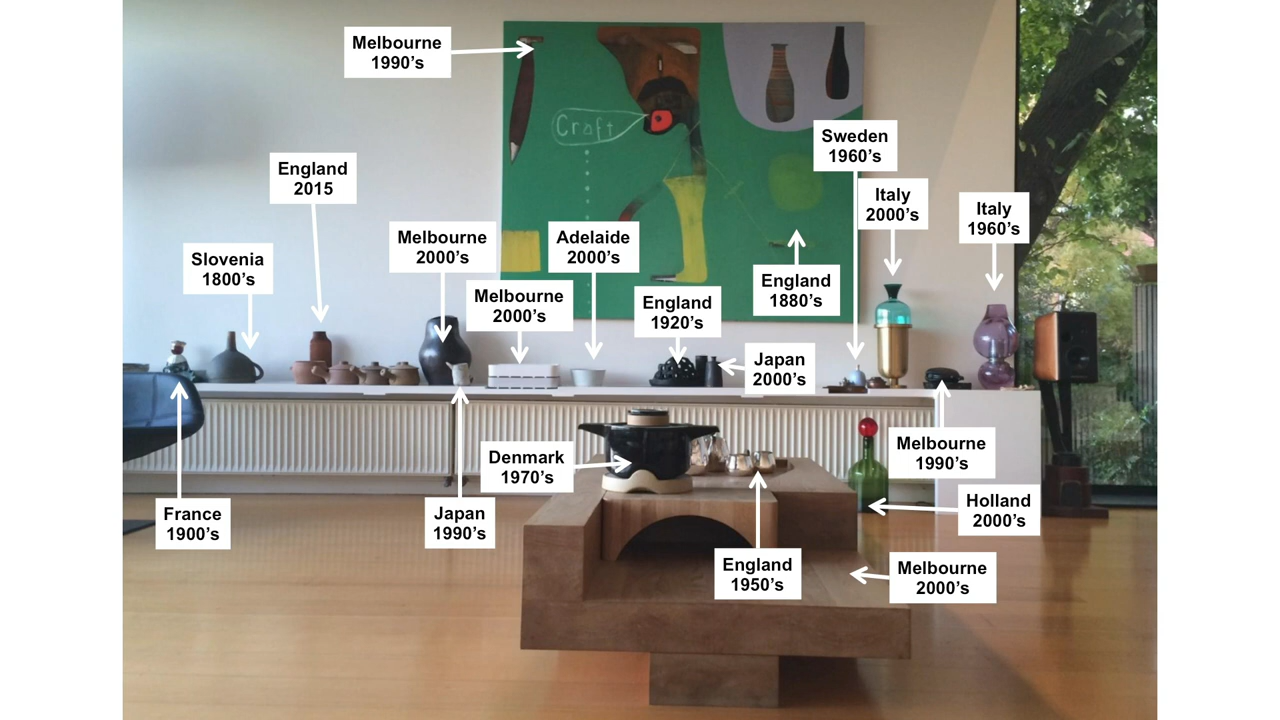 Melbourne
1990’s
Craft
Sweden
1960’s
England
2015
Italy
2000’s
Italy
1960’s
Melbourne
2000’s
Adelaide
2000’s
Slovenia
1800’s
England
1880’s
Melbourne
2000’s
England
1920’s
Japan
2000’s
Denmark
1970’s
Melbourne
1990’s
France
1900’s
Japan
1990’s
Holland
2000’s
England
1950’s
Melbourne
2000’s